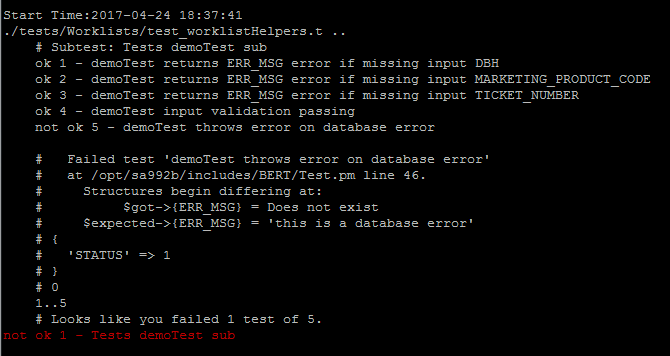 Start Time:2017-04-24 18:37:41
./tests/Worklists/test_worklistHelpers.t ..
# Subtest: Tests demoTest sub
ok 1 - demoTest returns ERR_MSG error if missing input DBH
ok 2 - demoTest returns ERR_MSG error if missing input MARKETING_PRODUCT_CODE
ok 3 - demoTest returns ERR_MSG error if missing input TICKET_NUMBER
ok 4 - demoTest input validation passing
not ok 5 - demoTest throws error on database error
#   Failed test 'demoTest throws error on database error'
#   at /opt/sa992b/includes/BERT/Test.pm line 46.
#     Structures begin differing at:
#          $got->{ERR_MSG} = Does not exist
#     $expected->{ERR_MSG} = 'this is a database error'
# {
#   'STATUS' => 1
# }
# 0
1..5
# Looks like you failed 1 test of 5.
not ok 1 - Tests demoTest sub